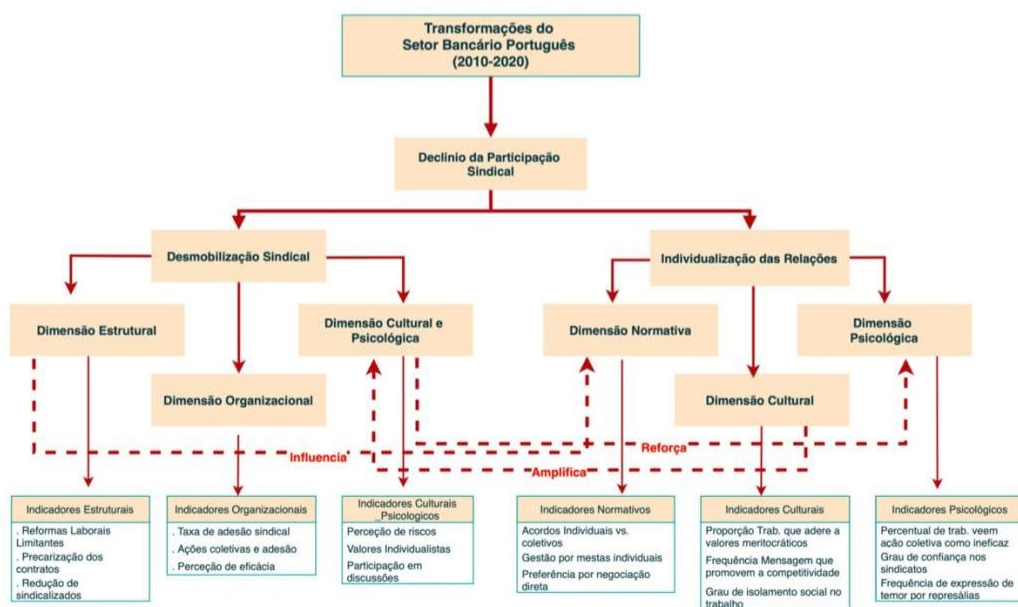 Transformações do
Setor Bancário Português
(2010-2020)
Declinio da Participação
Sindical
Desmobilização Sindical
Individualização das Relações
Dimensão Estrutural
Dimensão Cultural e
Psicológica
Dimensão Normativa
Dimensão
Psicológica
Dimensão Organizacional
Dimensão Cultural
Influencia
Reforça
Amplifica
Indicadores Estruturais
. Reformas Laborais
Limitantes
. Precarização dos
contratos
. Redução de
sindicalizados
Indicadores Organizacionais
. Taxa de adesão sindical
. Ações coletivas e adesão
. Perceção de eficácia
Indicadores Culturais
_Psicologicos
Perceção de riscos
Valores Individualistas
Participação em
discussões
Indicadores Normativos
Acordos Individuais vs.
coletivos
Gestão por mestas individuais
Preferência por negociação
direta
Indicadores Culturais
Proporção Trab. que adere a
valores meritocráticos
Frequência Mensagem que
promovem a competitividade
Grau de isolamento social no
trabalho
Indicadores Psicológicos
Percentual de trab. veem
ação coletiva como ineficaz
Grau de confiança nos
sindicatos
Frequência de expressão de
temor por represálias